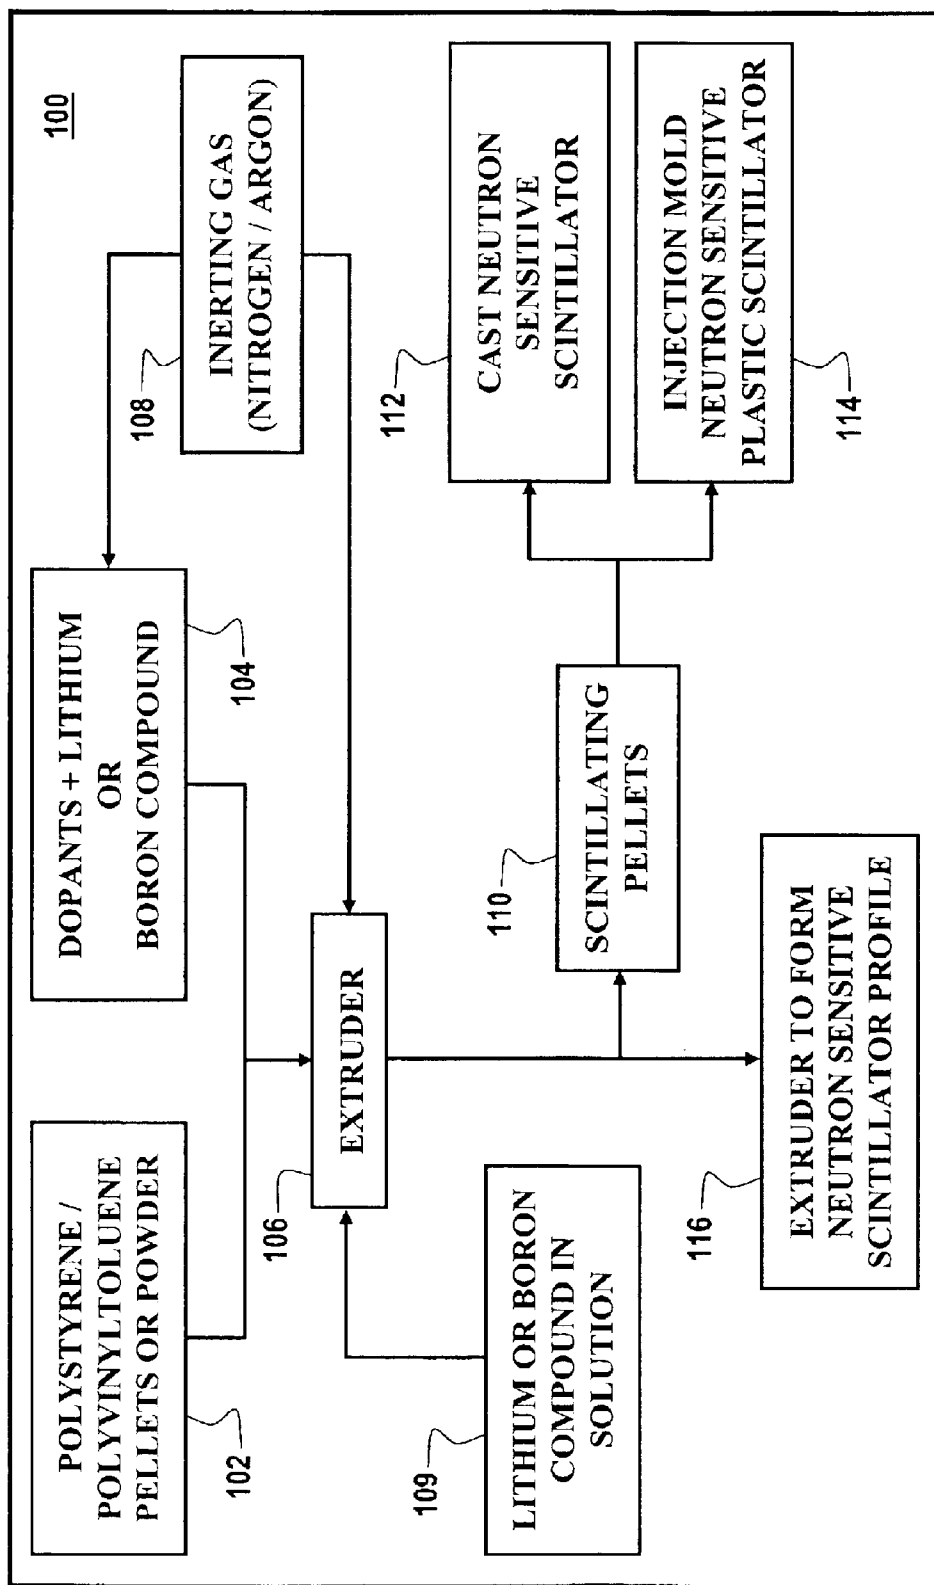 100
POLYSTYRENE /
POLYVINYLTOLUENE
PELLETS OR POWDER
102
DOPANTS + LITHIUM
OR
BORON COMPOUND
104
INERTING GAS
(NITROGEN / ARGON)
108
EXTRUDER
106
LITHIUM OR BORON
COMPOUND IN
SOLUTION
109
SCINTILLATING
PELLETS
110
CAST NEUTRON
SENSITIVE
SCINTILLATOR
112
INJECTION MOLD
NEUTRON SENSITIVE
PLASTIC SCINTILLATOR
114
EXTRUDER TO FORM
NEUTRON SENSITIVE
SCINTILLATOR PROFILE
116